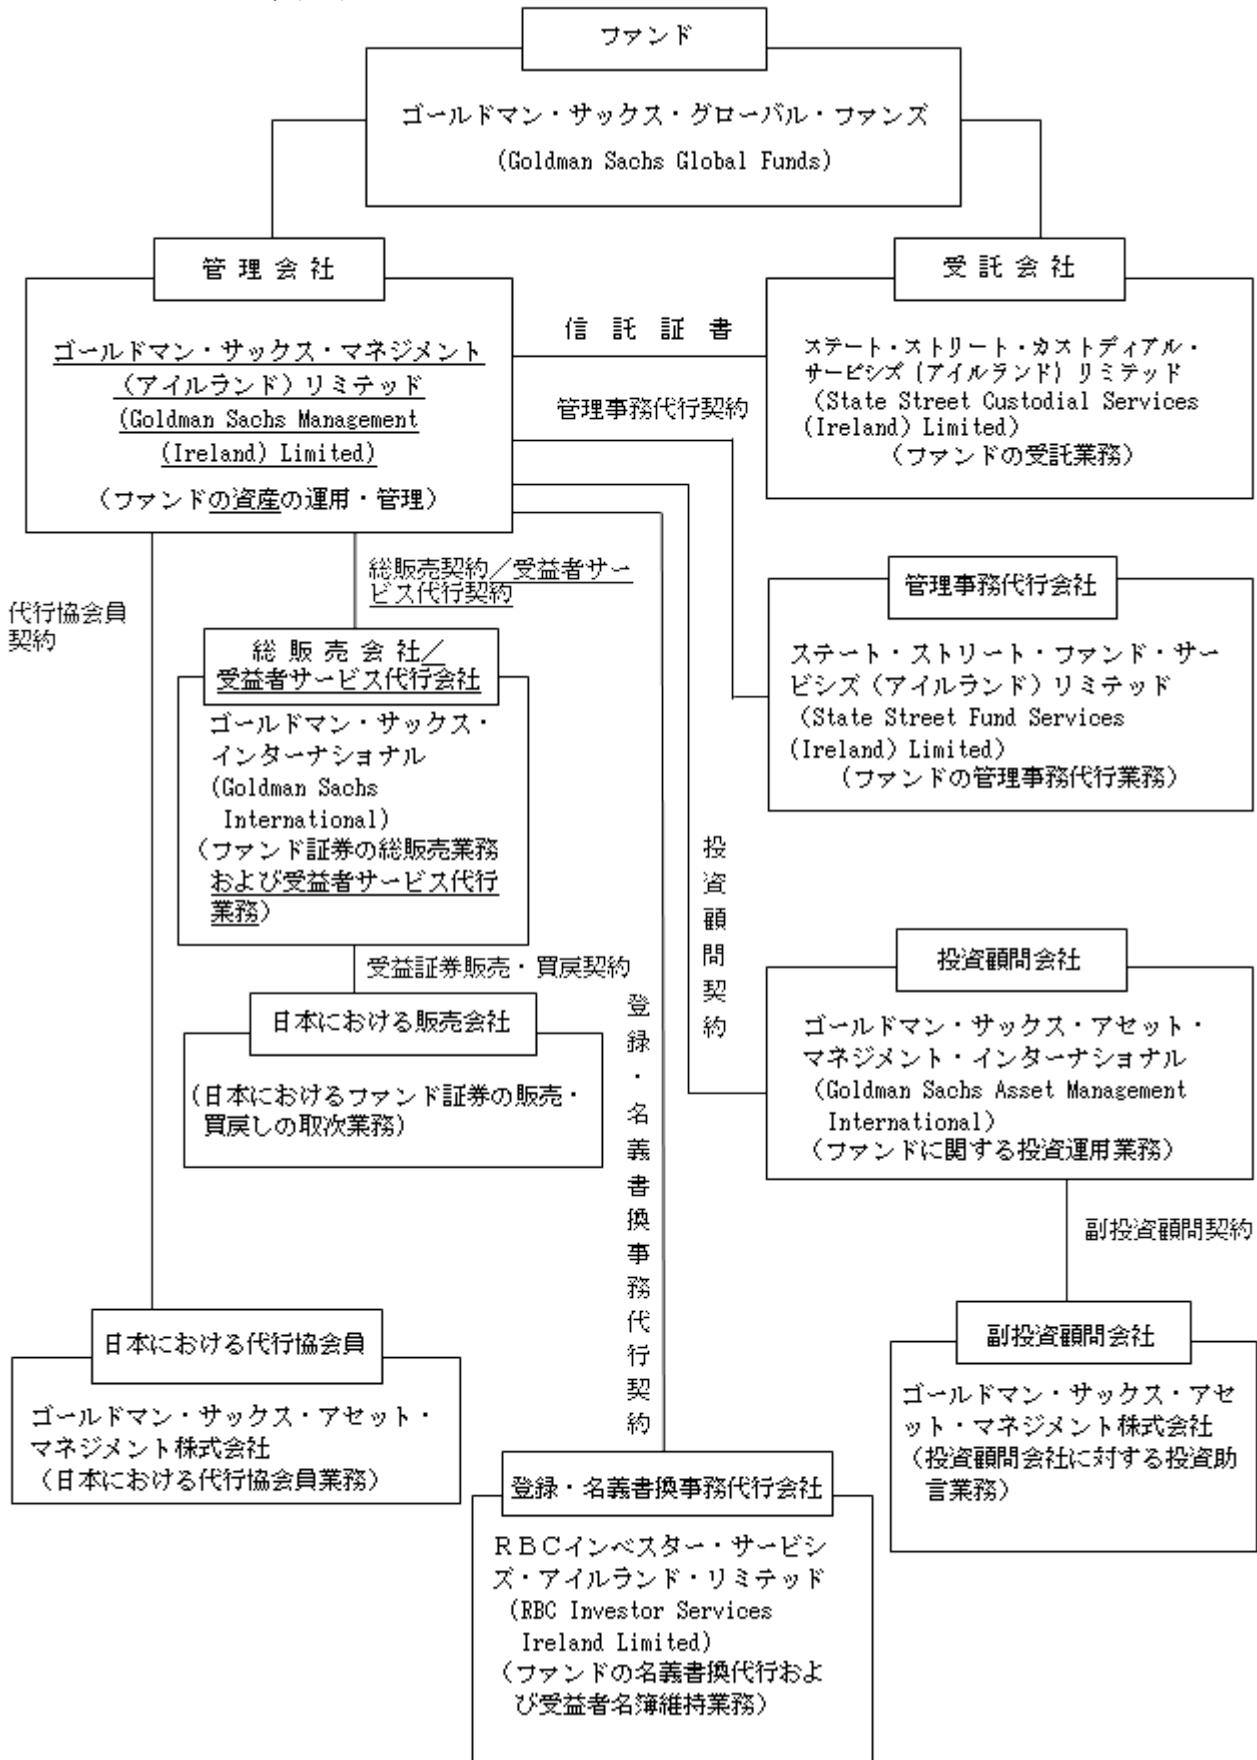 ファンド
ゴールドマン・サックス・グローバル・ファンズ
(Goldman Sachs Global Funds)
管 理 会 社
ゴールドマン・サックス・マネジメント
(アイルランド) リミテッド
(Goldman Sachs Management
(Ireland) Limited)
(ファンドの資産の運用・管理)
信 託 証 書
管理事務代行契約
受 託 会 社
ステート・ストリート・カストディアル・
サービシズ (アイルランド) リミテッド
(State Street Custodial Services
(Ireland) Limited)
(ファンドの受託業務)
総販売契約／受益者サー
ビス代行契約
代行協会員
契約
管理事務代行会社
ステート・ストリート・ファンド・サー
ビシズ (アイルランド) リミテッド
(State Street Fund Services
(Ireland) Limited)
(ファンドの管理事務代行業務)
総 販 売 会 社／
受益者サービス代行会社
ゴールドマン・サックス・
インターナショナル
(Goldman Sachs
International)
(ファンド証券の総販売業務
および受益者サービス代行
業務)
投資顧問契約
受益証券販売・買戻契約
日本における販売会社
(日本におけるファンド証券の販売・
買戻しの取次業務)
登録・名義書換事務代行契約
投資顧問会社
ゴールドマン・サックス・アセット・
マネジメント・インターナショナル
(Goldman Sachs Asset Management
International)
(ファンドに関する投資運用業務)
副投資顧問契約
日本における代行協会員
ゴールドマン・サックス・アセット・
マネジメント株式会社
(日本における代行協会員業務)
副投資顧問会社
ゴールドマン・サックス・アセ
ット・マネジメント株式会社
(投資顧問会社に対する投資助
言業務)
登録・名義書換事務代行会社
ＲＢＣインベスター・サービシ
ズ・アイルランド・リミテッド
(RBC Investor Services
Ireland Limited)
(ファンドの名義書換代行およ
び受益者名簿維持業務)